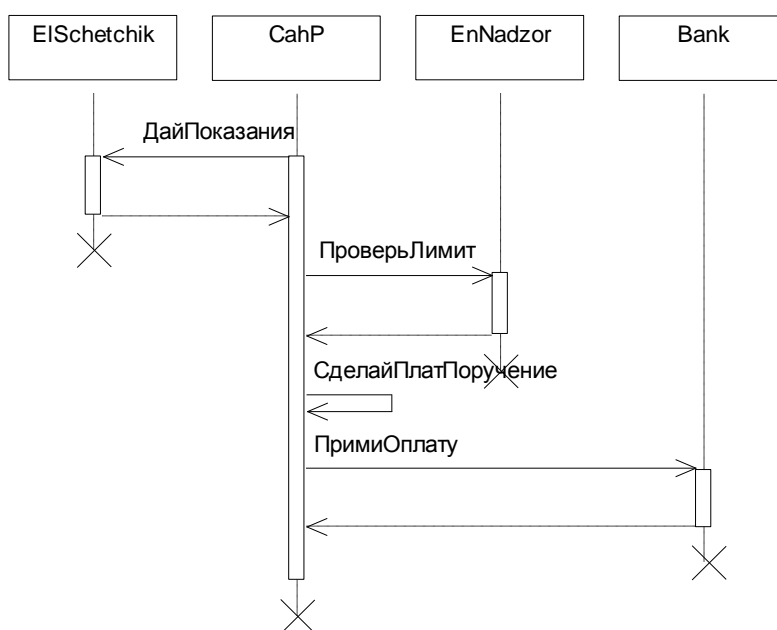 ElSchetchik
CahP
EnNadzor
Bank
ДайПоказания
ПроверьЛимит
СделайПлатПоручение
ПримиОплату